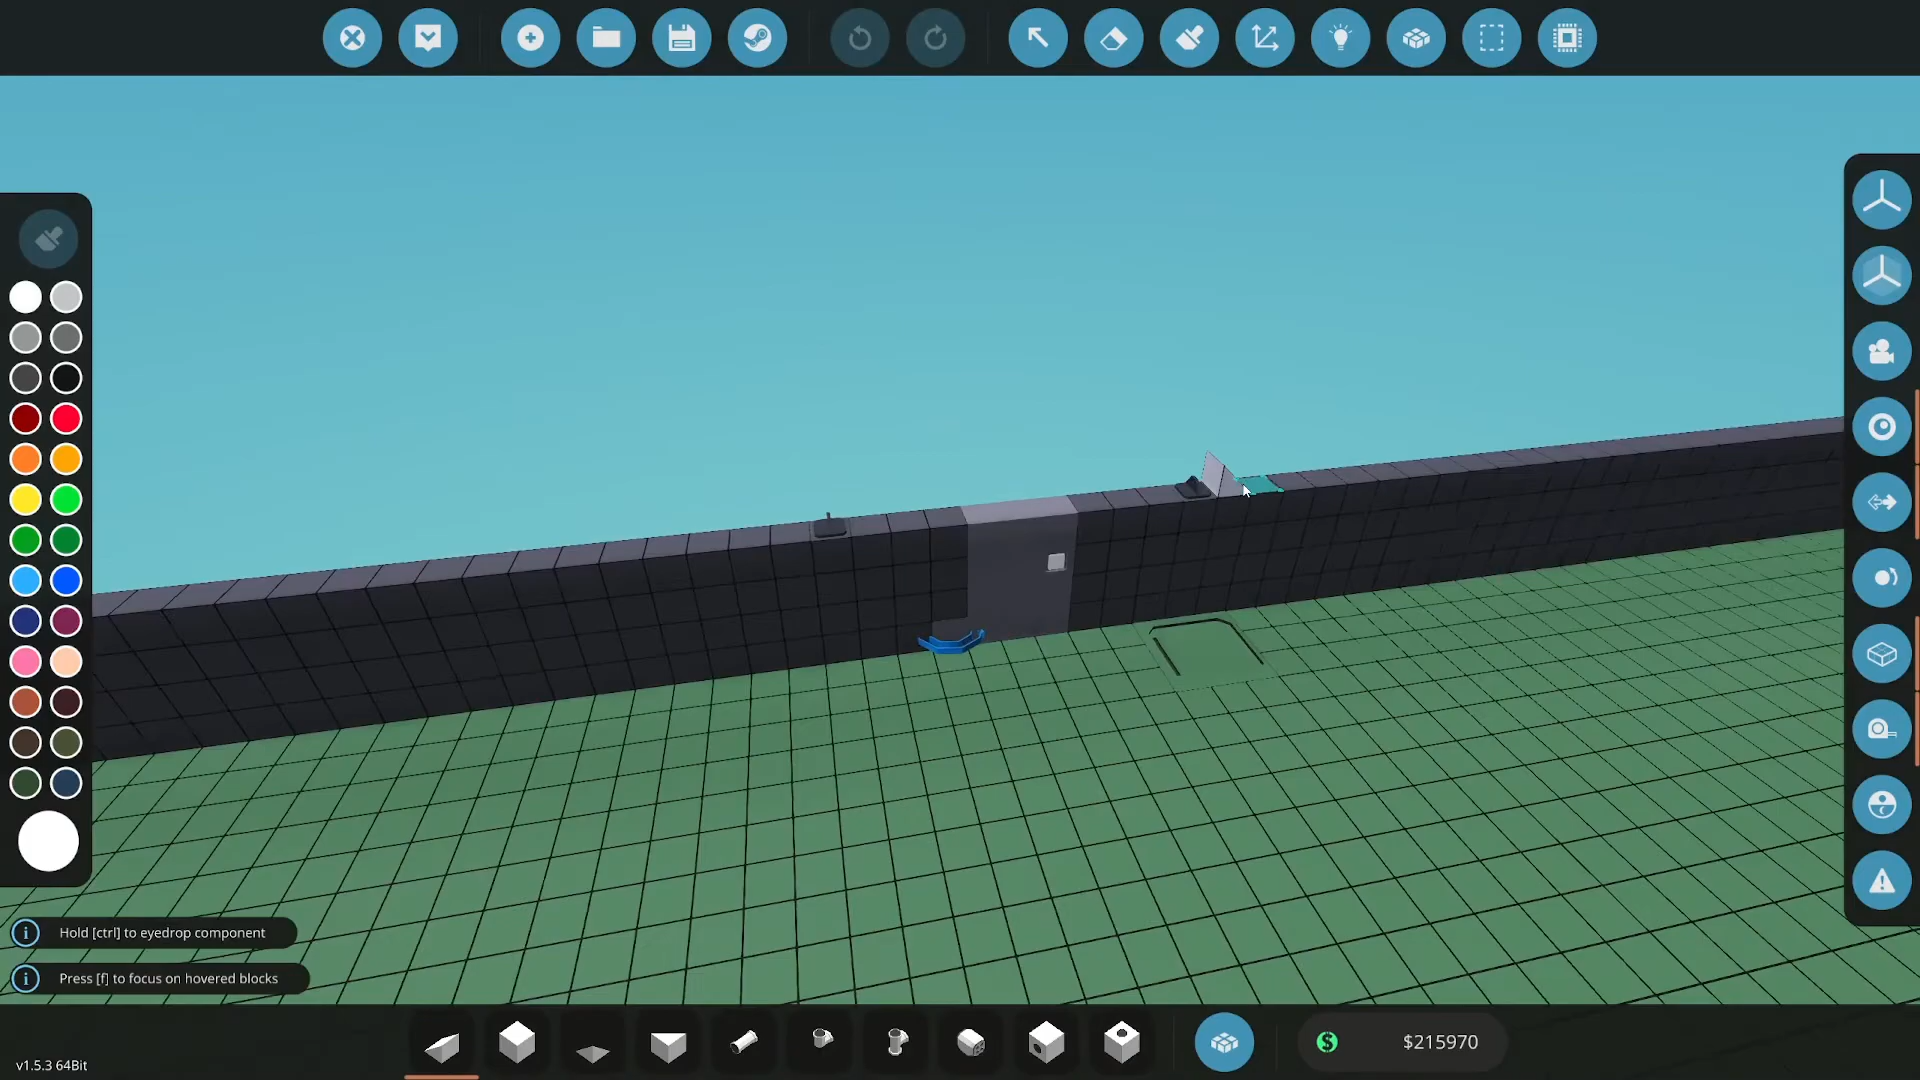 Hold [ctrl] to eyedrop component
Press [f] to focus on hovered blocks
v1.5.3 64Bit
$215970